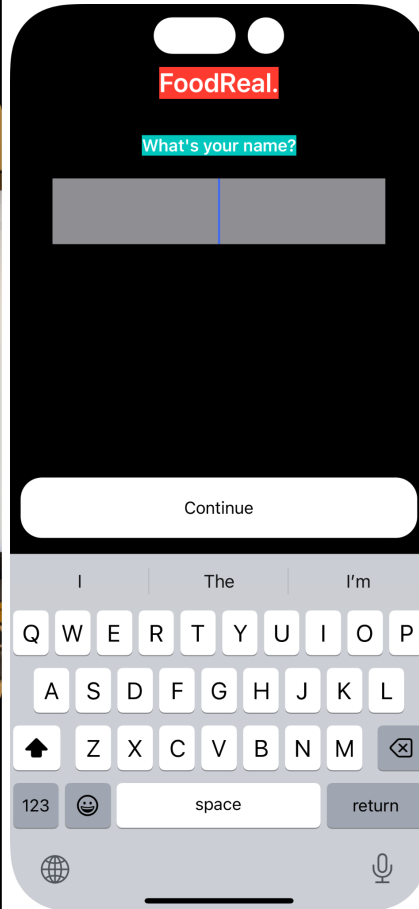 FoodReal.
What's your name?
Continue
I The I'm
Q W E R T Y U I O P
A S D F G H J K L
Z X C V B N M
123 space return